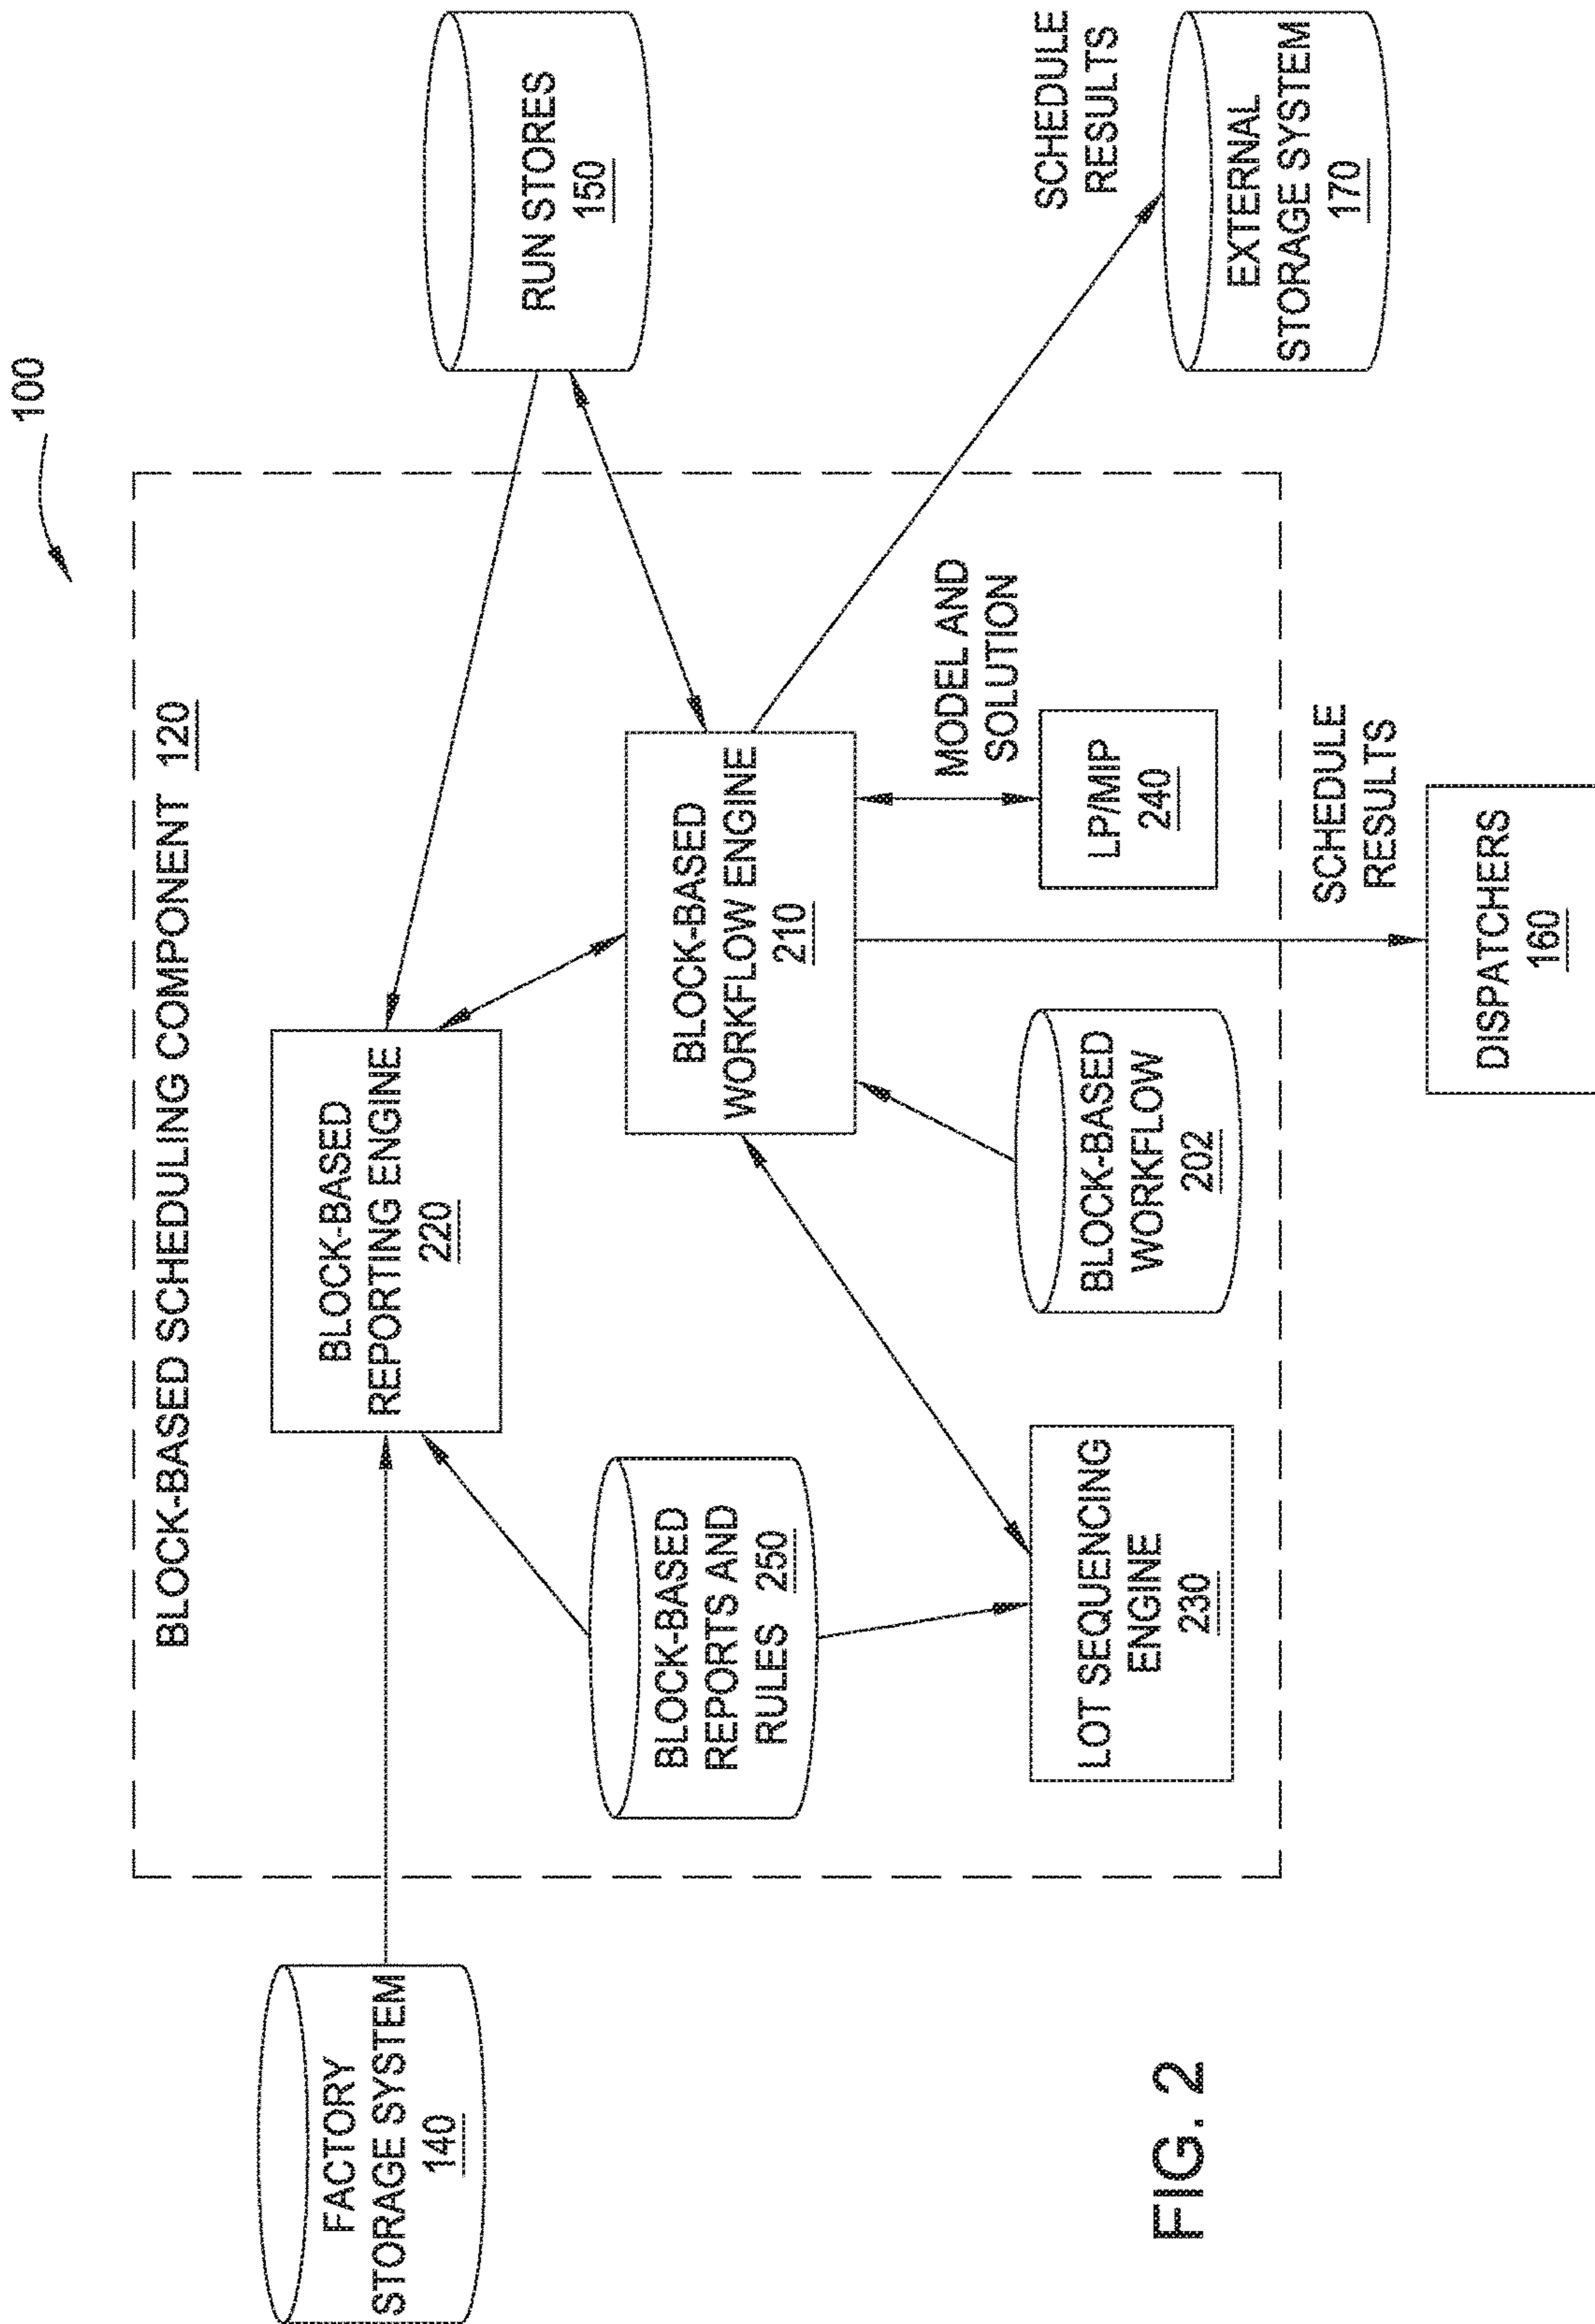 100
BLOCK-BASED SCHEDULING COMPONENT 120
FACTORY
STORAGE SYSTEM
140
BLOCK-BASED
REPORTING ENGINE
220
RUN STORES
150
BLOCK-BASED
REPORTS AND
RULES 250
BLOCK-BASED
WORKFLOW ENGINE
210
MODEL AND
SOLUTION
SCHEDULE
RESULTS
LOT SEQUENCING
ENGINE
230
BLOCK-BASED
WORKFLOW
202
LP/MIP
240
EXTERNAL
STORAGE SYSTEM
170
SCHEDULE
RESULTS
DISPATCHERS
160
FIG. 2